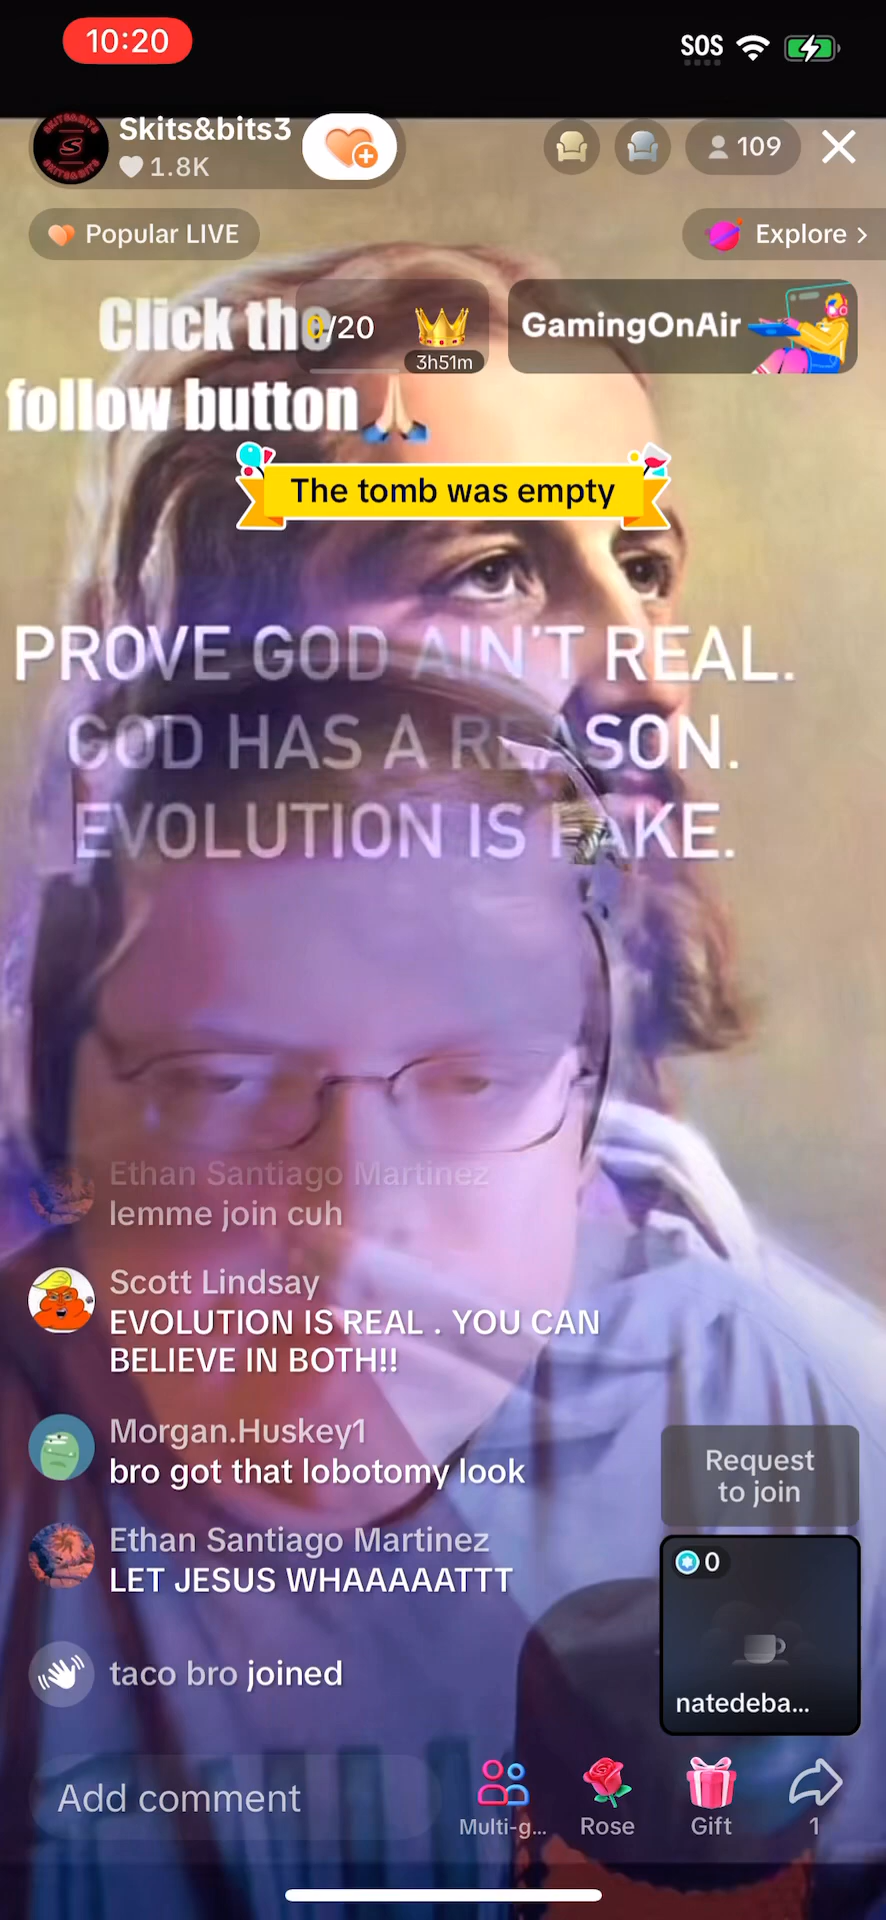 10:20
SOS
Skits&bits3
1.8K
109
Popular LIVE
Explore >
Click the
follow button
0/20
3h51m
GamingOnAir
The tomb was empty
PROVE GOD AIN'T REAL.
GOD HAS A REASON.
EVOLUTION IS FAKE.
Ethan Santiago Martinez
lemme join cuh
Scott Lindsay
EVOLUTION IS REAL . YOU CAN
BELIEVE IN BOTH!!
Morgan.Huskey1
bro got that lobotomy look
Ethan Santiago Martinez
LET JESUS WHAAAAATTT
taco bro joined
Request
to join
0
natedeba...
Add comment
Multi-g...
Rose
Gift
1